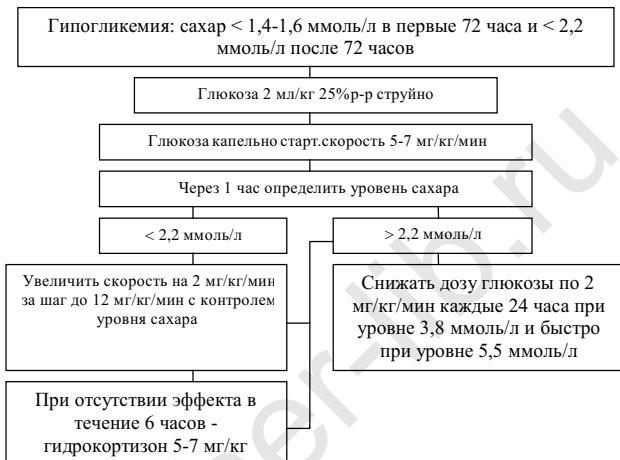 Гипогликемия: сахар < 1,4-1,6 ммоль/л в первые 72 часа и < 2,2
ммоль/л после 72 часов
Глюкоза 2 мл/кг 25%р-р струйно
Глюкоза капельно старт.скорость 5-7 мг/кг/мин
Через 1 час определить уровень сахара
< 2,2 ммоль/л
> 2,2 ммоль/л
Увеличить скорость на 2 мг/кг/мин
за шаг до 12 мг/кг/мин с контролем
уровня сахара
Снижать дозу глюкозы по 2
мг/кг/мин каждые 24 часа при
уровне 3,8 ммоль/л и быстро
при уровне 5,5 ммоль/л
При отсутствии эффекта в
течение 6 часов -
гидрокортизон 5-7 мг/кг